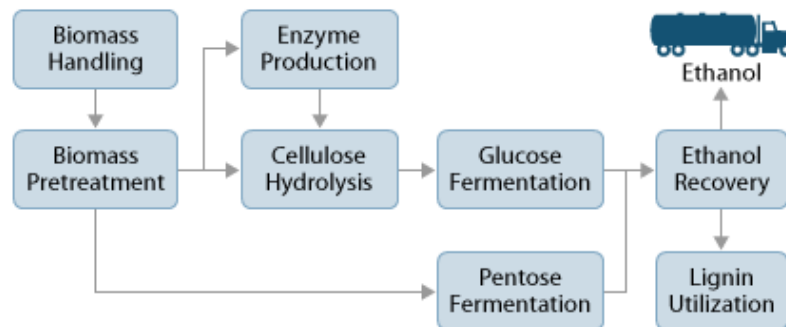 Biomass
Handling
Enzyme
Production
Ethanol
Biomass
Pretreatment
Cellulose
Hydrolysis
Glucose
Fermentation
Ethanol
Recovery
Pentose
Fermentation
Lignin
Utilization